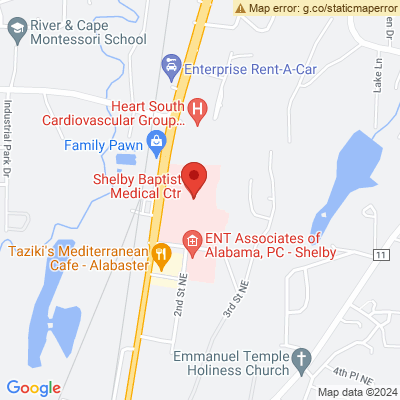 Map error: g.co/staticmaperror
River & Cape
Montessori School
Enterprise Rent-A-Car
Lake Ln
en Dr
Heart South
Cardiovascular Group...
Industrial Park Dr
Family Pawn
Shelby Baptist
Medical Ctr
ENT Associates of
Alabama, PC - Shelby
Taziki's Mediterranean
Cafe - Alabaster
11
2nd St NE
3rd St NE
Emmanuel Temple
Holiness Church
4th Pl NE
Google
Map data ©2024